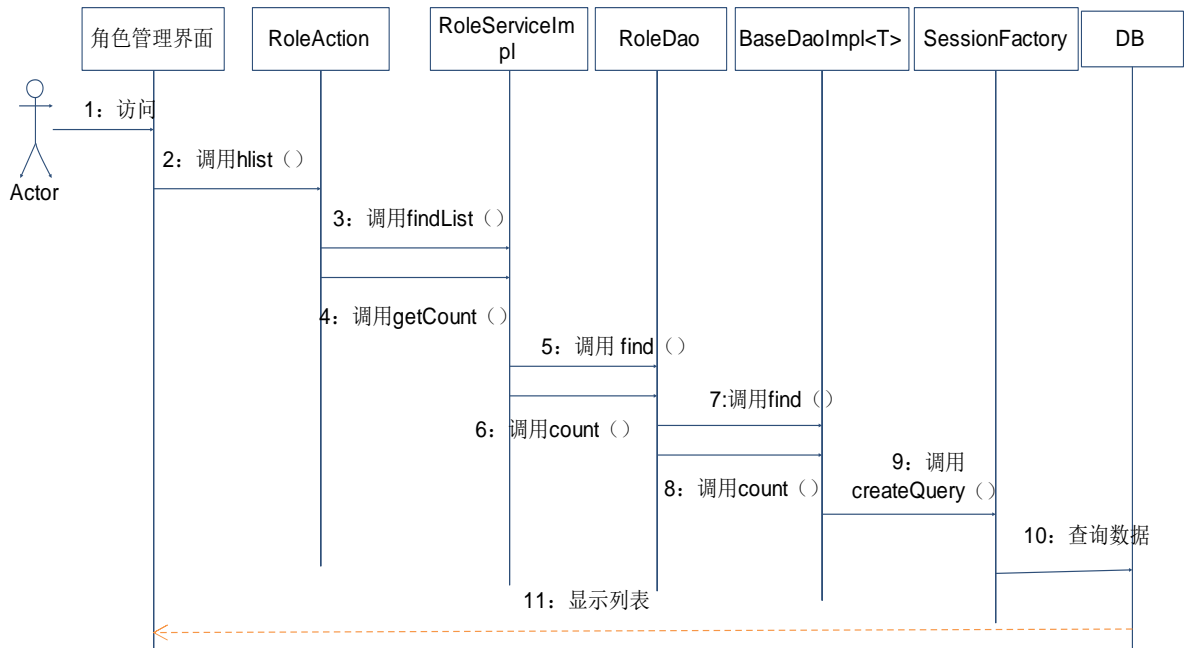 角色管理界面
RoleAction
RoleServiceIm
pl
RoleDao
BaseDaoImpl<T>
SessionFactory
DB
Actor
1：访问
2：调用hlist（）
3：调用findList（）
4：调用getCount（）
5：调用 find（）
6：调用count（）
7:调用find（）
8：调用count（）
9：调用
createQuery（）
10：查询数据
11：显示列表